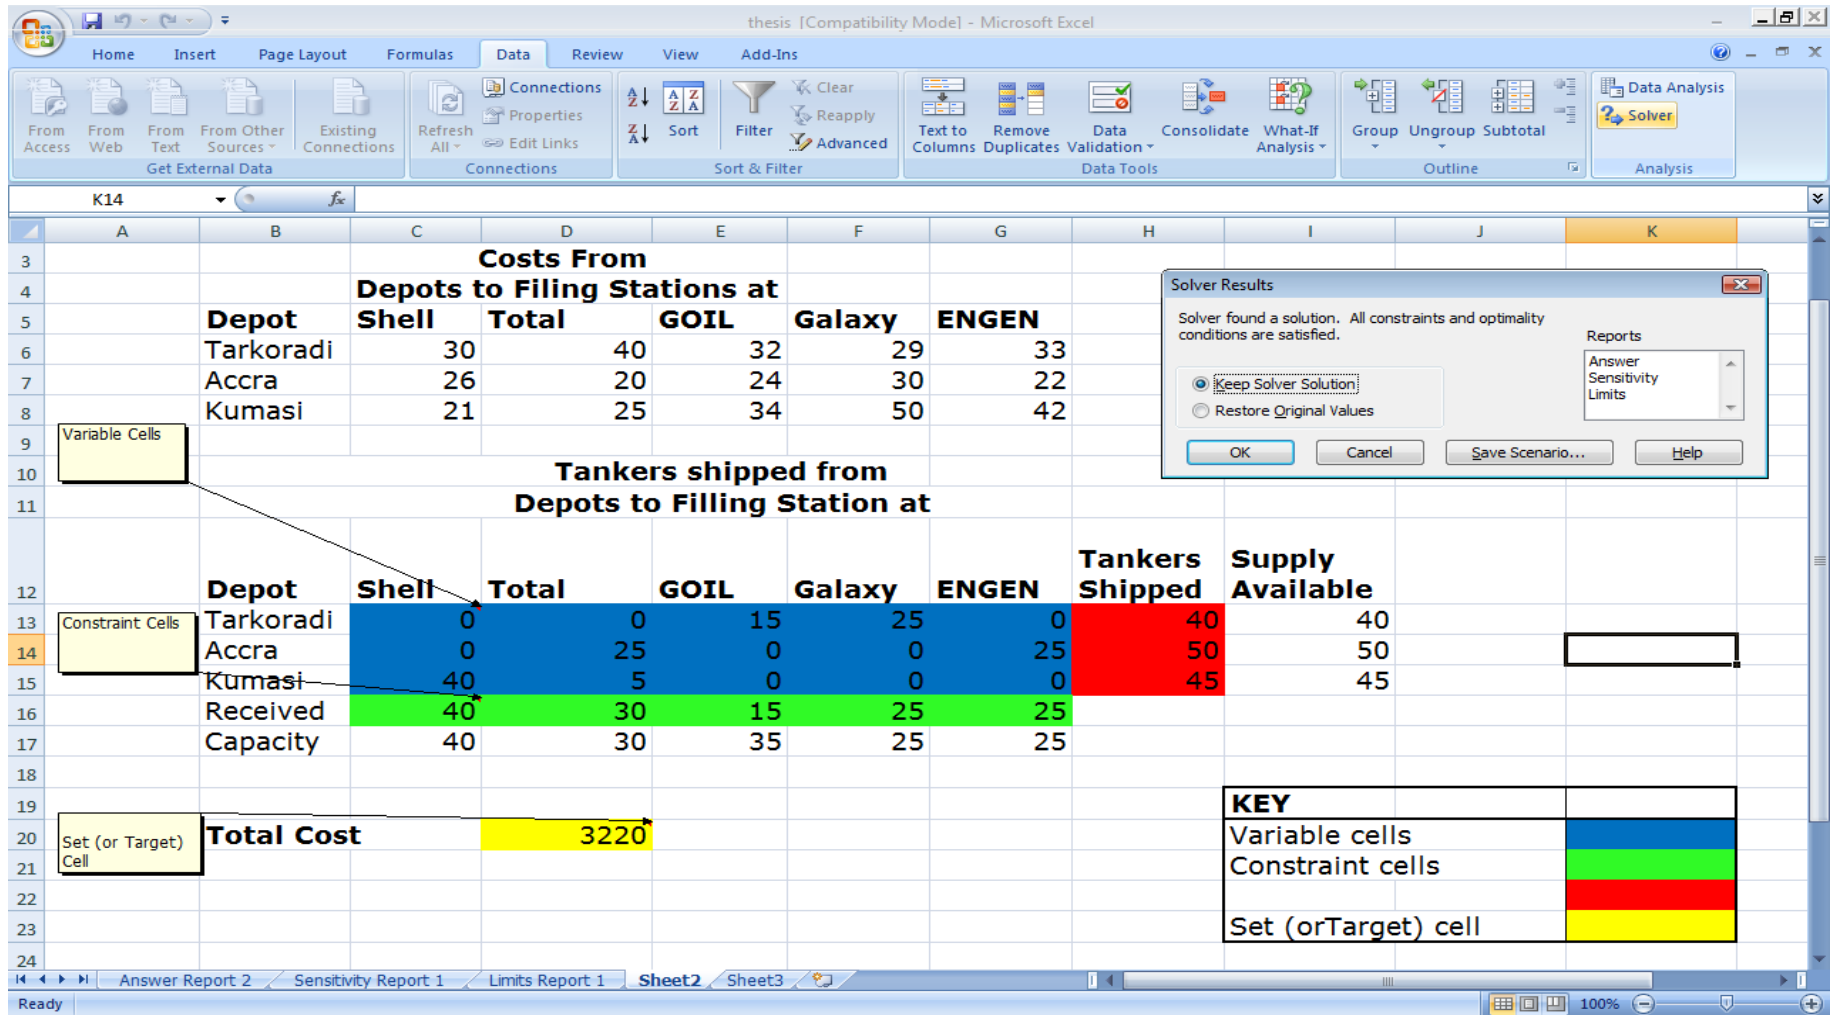 thesis [Compatibility Mode] - Microsoft Excel
Home Insert Page Layout Formulas Data Review View Add-Ins
From Access From Web From Text From Other Sources Existing Connections Refresh All Connections Properties Edit Links Sort Filter Clear Reapply Advanced Text to Columns Remove Duplicates Data Validation Consolidate What-If Analysis Group Ungroup Subtotal Data Analysis Solver
Get External Data Connections Sort & Filter Data Tools Outline Analysis
K14 fx
A B C D E F G H I J K
3 Costs From
4 Depots to Filing Stations at
5 Depot Shell Total GOIL Galaxy ENGEN
6 Tarkoradi 30 40 32 29 33
7 Accra 26 20 24 30 22
8 Kumasi 21 25 34 50 42
9
Variable Cells
10 Tankers shipped from
11 Depots to Filling Station at
12 Depot Shell Total GOIL Galaxy ENGEN Tankers Shipped Supply Available
13 Tarkoradi 0 0 15 25 0 40 40
Constraint Cells
14 Accra 0 25 0 0 25 50 50
15 Kumasi 40 5 0 0 0 45 45
16 Received 40 30 15 25 25
17 Capacity 40 30 35 25 25
18
19 KEY
20 Total Cost 3220 Variable cells
Set (or Target) Cell
21 Constraint cells
22
23 Set (orTarget) cell
24
Solver Results
Solver found a solution. All constraints and optimality
conditions are satisfied.
Reports
Answer
Sensitivity
Limits
Keep Solver Solution
Restore Original Values
OK Cancel Save Scenario... Help
Answer Report 2 Sensitivity Report 1 Limits Report 1 Sheet2 Sheet3
Ready 100%